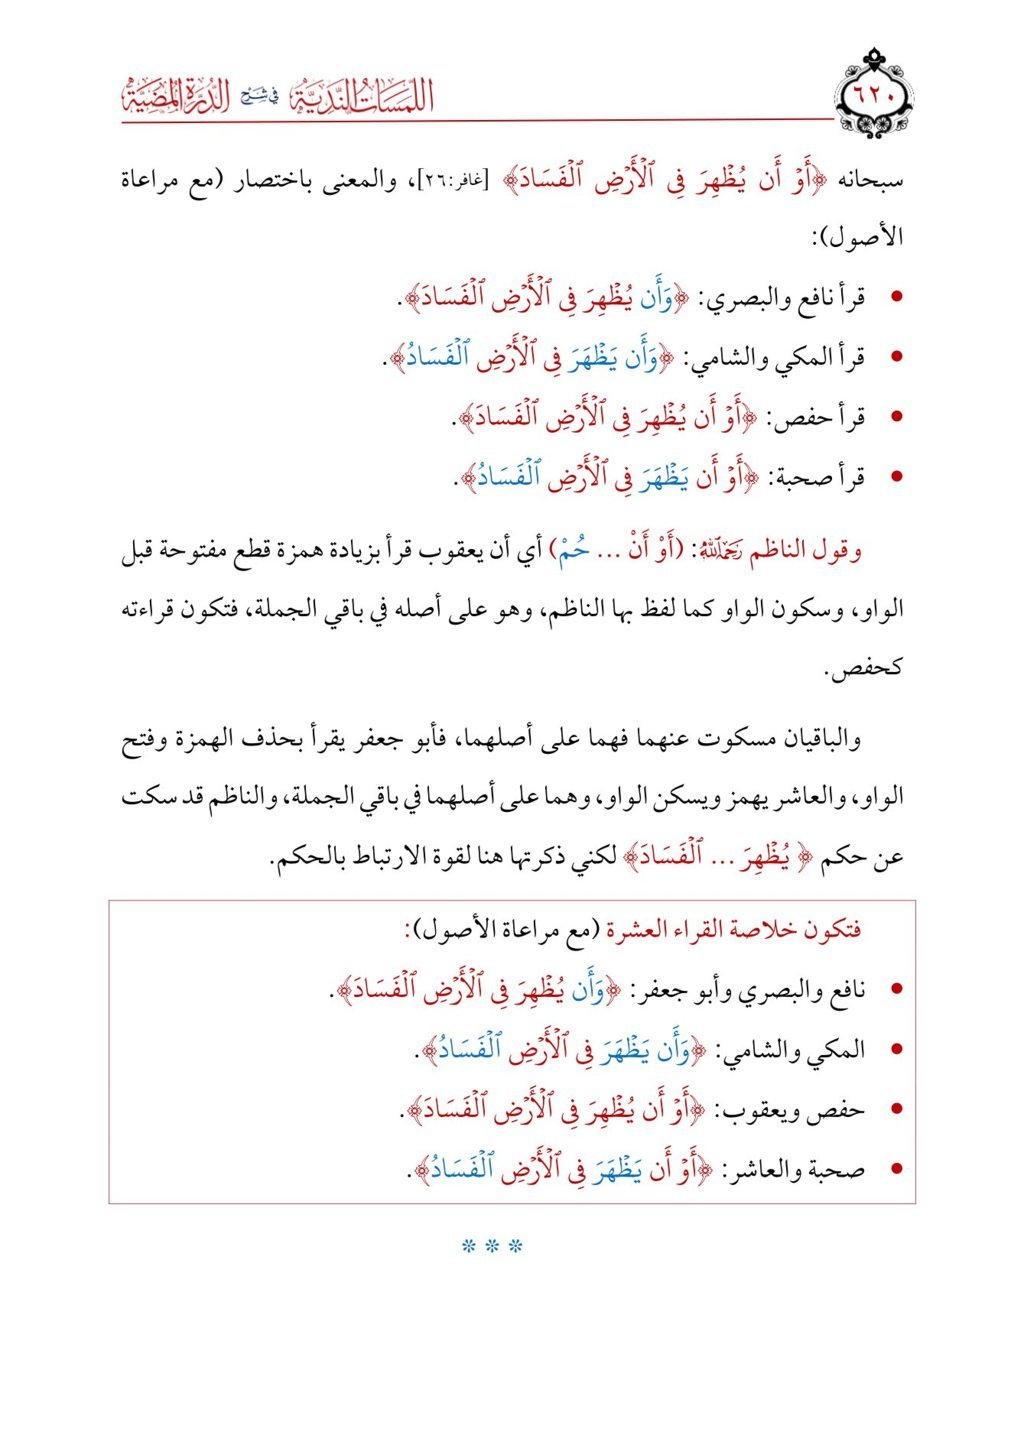 اللمسات الندية في شرح الدرة المضية
٦٢٠
سبحانه ﴿أَوۡ أَن يُظۡهِرَ فِي ٱلۡأَرۡضِ ٱلۡفَسَادَ﴾ [غافر:٢٦]، والمعنى باختصار (مع مراعاة
الأصول):
• قرأ نافع والبصري: ﴿وَأَن يُظۡهِرَ فِي ٱلۡأَرۡضِ ٱلۡفَسَادَ﴾.
• قرأ المكي والشامي: ﴿وَأَن يَظۡهَرَ فِي ٱلۡأَرۡضِ ٱلۡفَسَادُ﴾.
• قرأ حفص: ﴿أَوۡ أَن يُظۡهِرَ فِي ٱلۡأَرۡضِ ٱلۡفَسَادَ﴾.
• قرأ صحبة: ﴿أَوۡ أَن يَظۡهَرَ فِي ٱلۡأَرۡضِ ٱلۡفَسَادُ﴾.
وقول الناظم رَحِمَهُ ٱللَّهُ: (أَوْ أَنْ ... حُمْ) أي أن يعقوب قرأ بزيادة همزة قطع مفتوحة قبل
الواو، وسكون الواو كما لفظ بها الناظم، وهو على أصله في باقي الجملة، فتكون قراءته
كحفص.
والباقيان مسكوت عنهما فهما على أصلهما، فأبو جعفر يقرأ بحذف الهمزة وفتح
الواو، والعاشر يهمز ويسكن الواو، وهما على أصلهما في باقي الجملة، والناظم قد سكت
عن حكم ﴿ يُظۡهِرَ ... ٱلۡفَسَادَ﴾ لكني ذكرتها هنا لقوة الارتباط بالحكم.
فتكون خلاصة القراء العشرة (مع مراعاة الأصول):
• نافع والبصري وأبو جعفر: ﴿وَأَن يُظۡهِرَ فِي ٱلۡأَرۡضِ ٱلۡفَسَادَ﴾.
• المكي والشامي: ﴿وَأَن يَظۡهَرَ فِي ٱلۡأَرۡضِ ٱلۡفَسَادُ﴾.
• حفص ويعقوب: ﴿أَوۡ أَن يُظۡهِرَ فِي ٱلۡأَرۡضِ ٱلۡفَسَادَ﴾.
• صحبة والعاشر: ﴿أَوۡ أَن يَظۡهَرَ فِي ٱلۡأَرۡضِ ٱلۡفَسَادُ﴾.
* * *